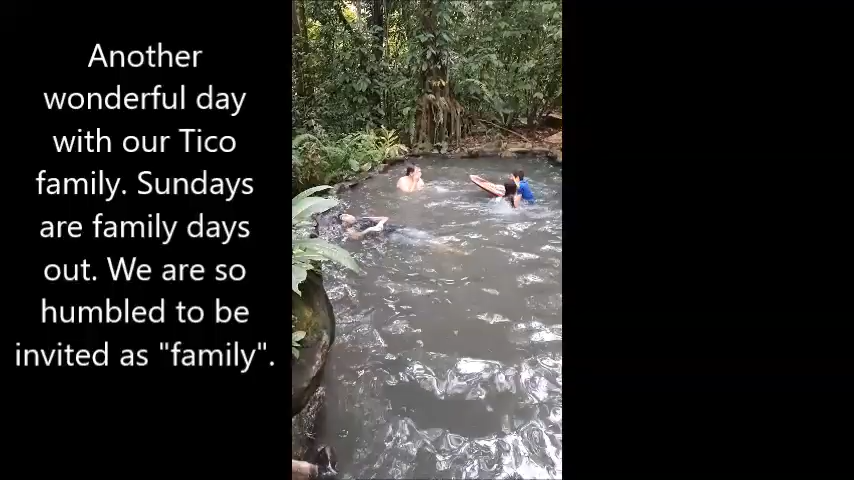 Another
wonderful day
with our Tico
family. Sundays
are family days
out. We are so
humbled to be
invited as "family".